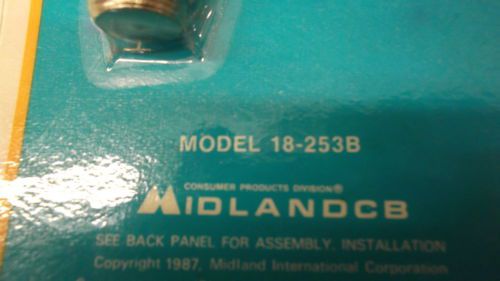 MODEL 18-253B
CONSUMER PRODUCTS DIVISION®
MIDLANDCB
SEE BACK PANEL FOR ASSEMBLY, INSTALLATION
Copyright 1987, Midland International Corporation